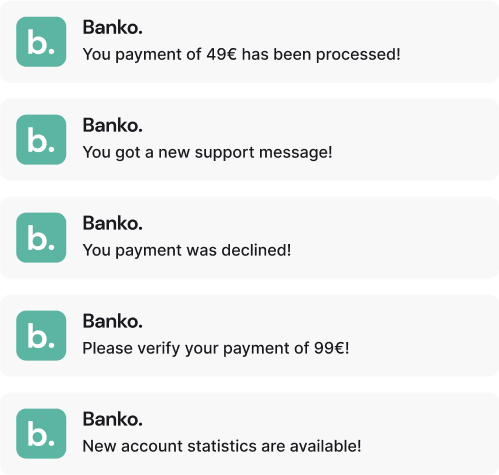 b.
Banko.
You payment of 49€ has been processed!
b.
Banko.
You got a new support message!
b.
Banko.
You payment was declined!
b.
Banko.
Please verify your payment of 99€!
b.
Banko.
New account statistics are available!